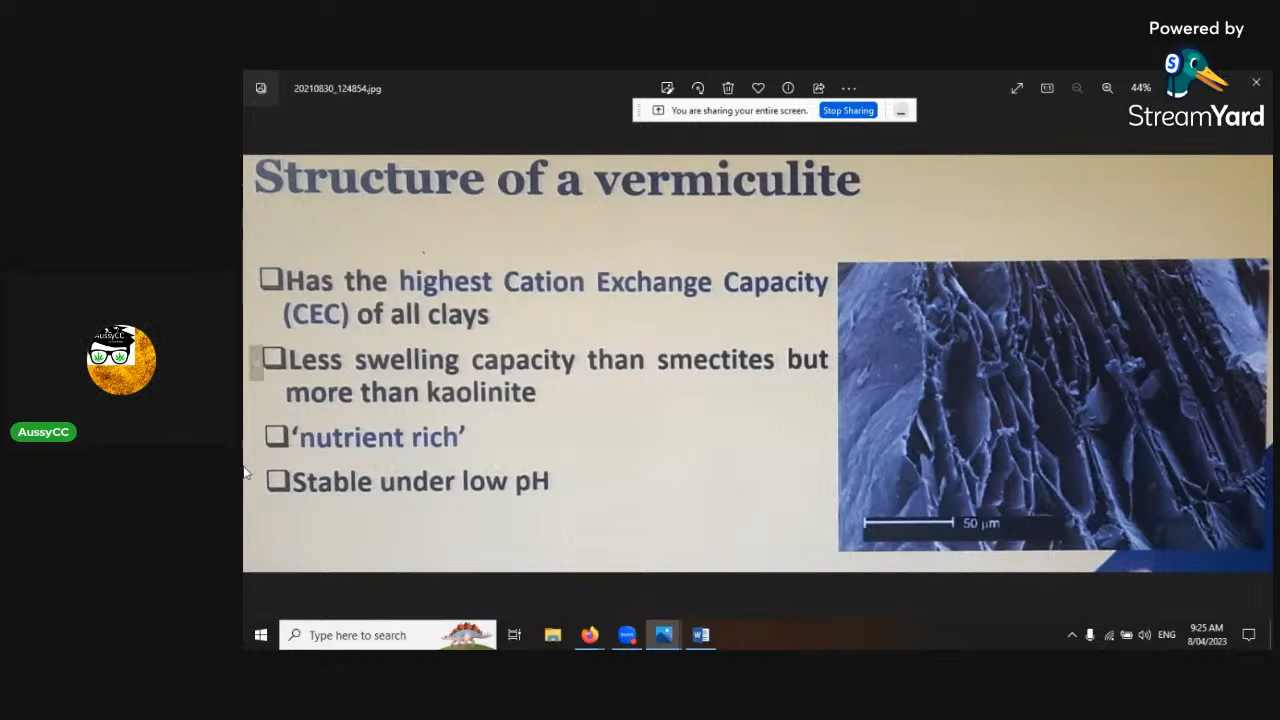 Powered by
StreamYard
20210830_124854.jpg
44%
You are sharing your entire screen.
Stop Sharing
Structure of a vermiculite
Has the highest Cation Exchange Capacity
(CEC) of all clays
Less swelling capacity than smectites but
more than kaolinite
‘nutrient rich’
Stable under low pH
50 µm
AussyCC
AussyCC
Type here to search
ENG
9:25 AM
8/04/2023